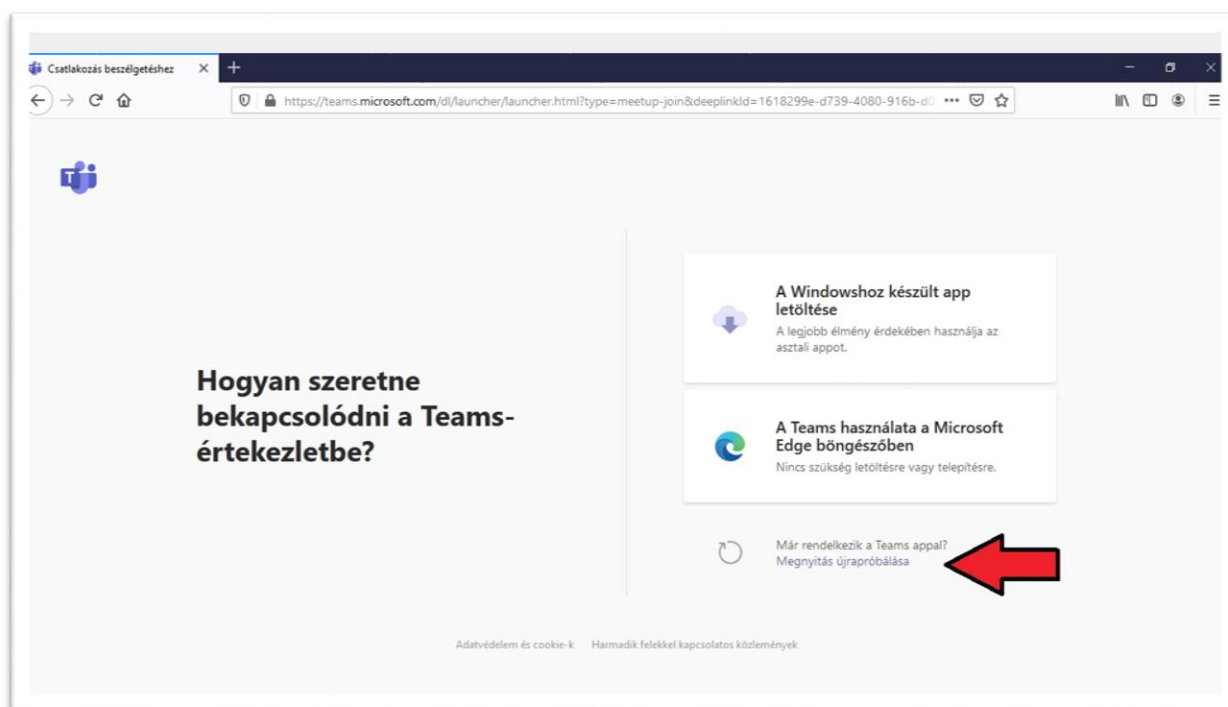 Csatlakozás beszélgetéshez
https://teams.microsoft.com/dl/launcher/launcher.html?type=meetup-join&deeplinkId=1618299e-d739-4080-916b-d0
T
A Windowshoz készült app
letöltése
A legjobb élmény érdekében használja az
asztali appot.
Hogyan szeretne
bekapcsolódni a Teams-
értekezletbe?
A Teams használata a Microsoft
Edge böngészőben
Nincs szükség letöltésre vagy telepítésre.
Már rendelkezik a Teams appal?
Megnyitás újrapróbálása
Adatvédelem és cookie-k Harmadik felekkel kapcsolatos közlemények